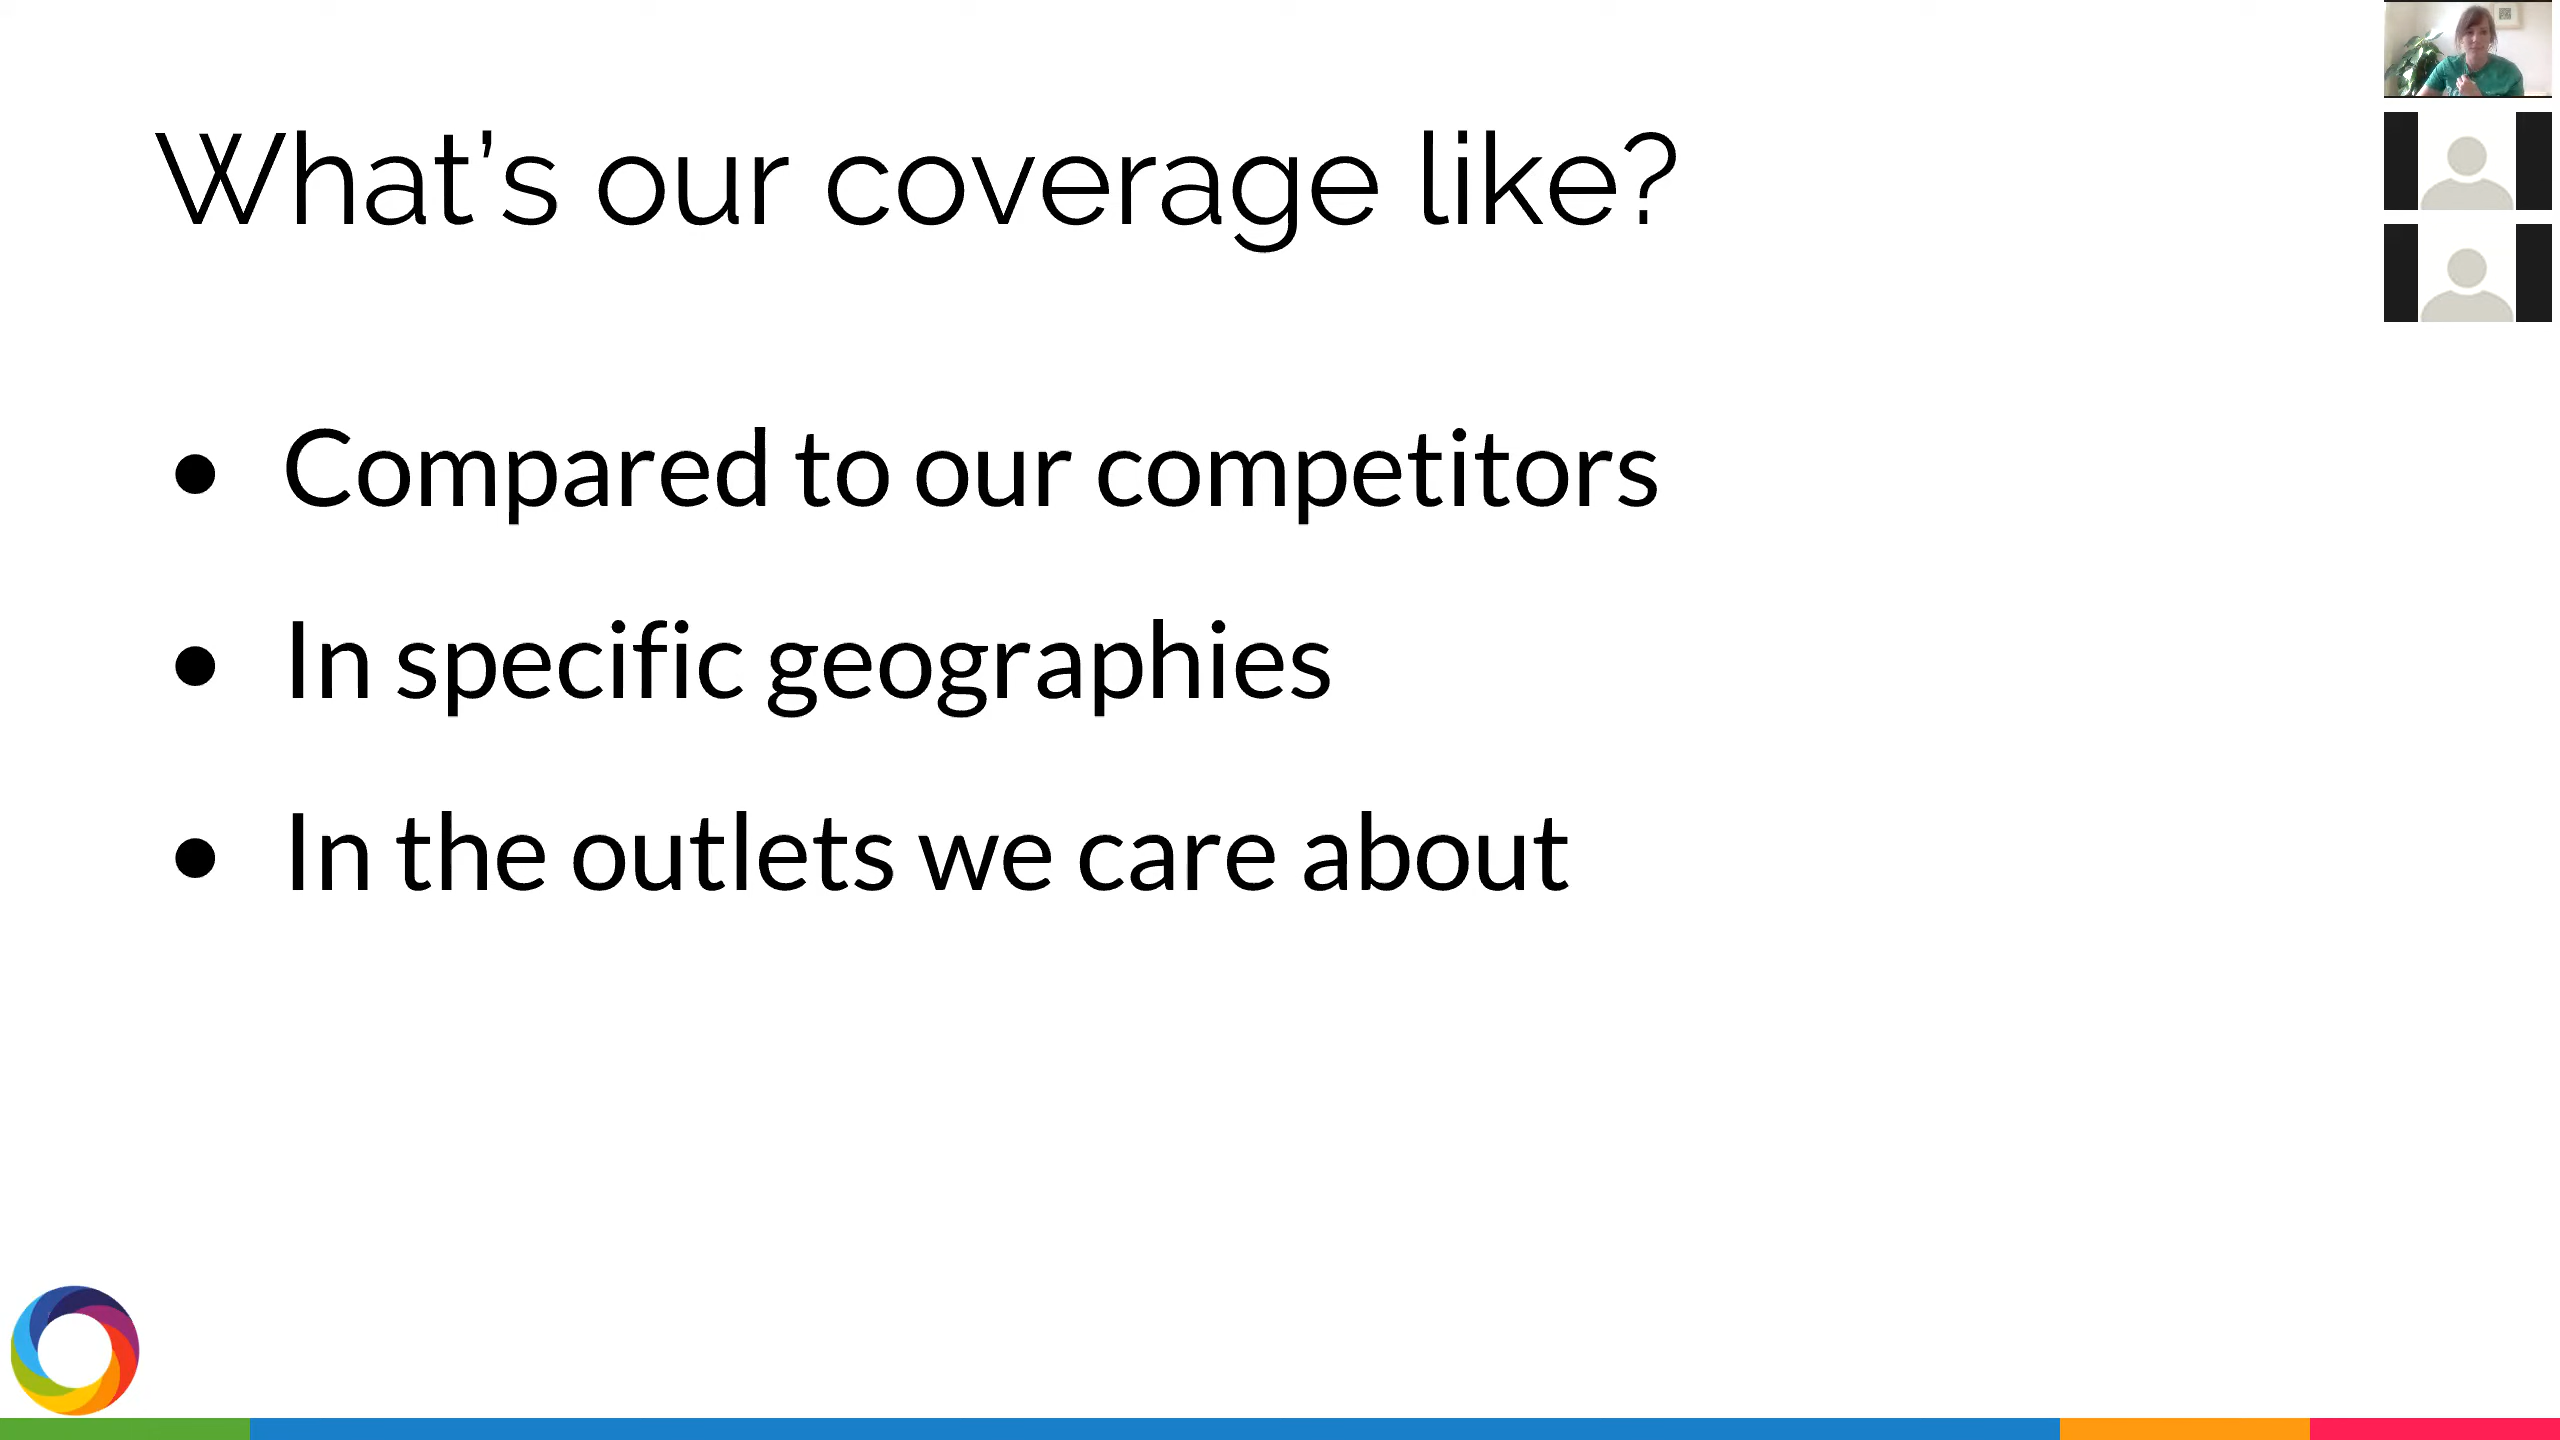 What’s our coverage like?
● Compared to our competitors
● In specific geographies
● In the outlets we care about